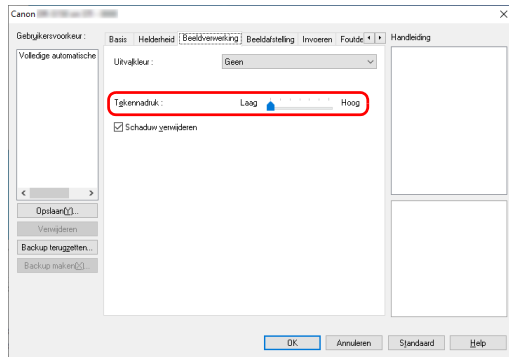 Canon
Gebruikersvoorkeur :
Volledige automatische
Opslaan(Y)...
Verwijderen
Backup terugzetten...
Backup maken(X)...
Basis Helderheid Beeldverwerking Beeldafstelling Invoeren Foutde
Uitvalkleur : Geen
Tekennadruk : Laag Hoog
Schaduw verwijderen
Handleiding
OK Annuleren Standaard Help